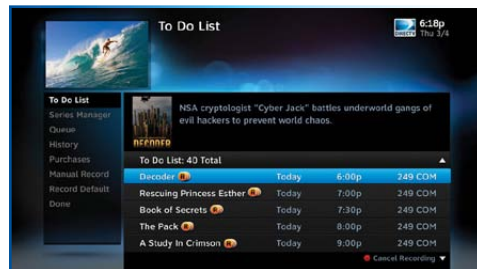 To Do List
6:18p
DIRECTV Thu 3/4
To Do List
Series Manager
Queue
History
Purchases
Manual Record
Record Default
Done
NSA cryptologist "Cyber Jack" battles underworld gangs of
evil hackers to prevent world chaos.
DECODER
To Do List: 40 Total
Decoder R Today 6:00p 249 COM
Rescuing Princess Esther R Today 7:00p 249 COM
Book of Secrets R Today 7:30p 249 COM
The Pack R Today 8:00p 249 COM
A Study In Crimson R Today 9:00p 249 COM
Cancel Recording